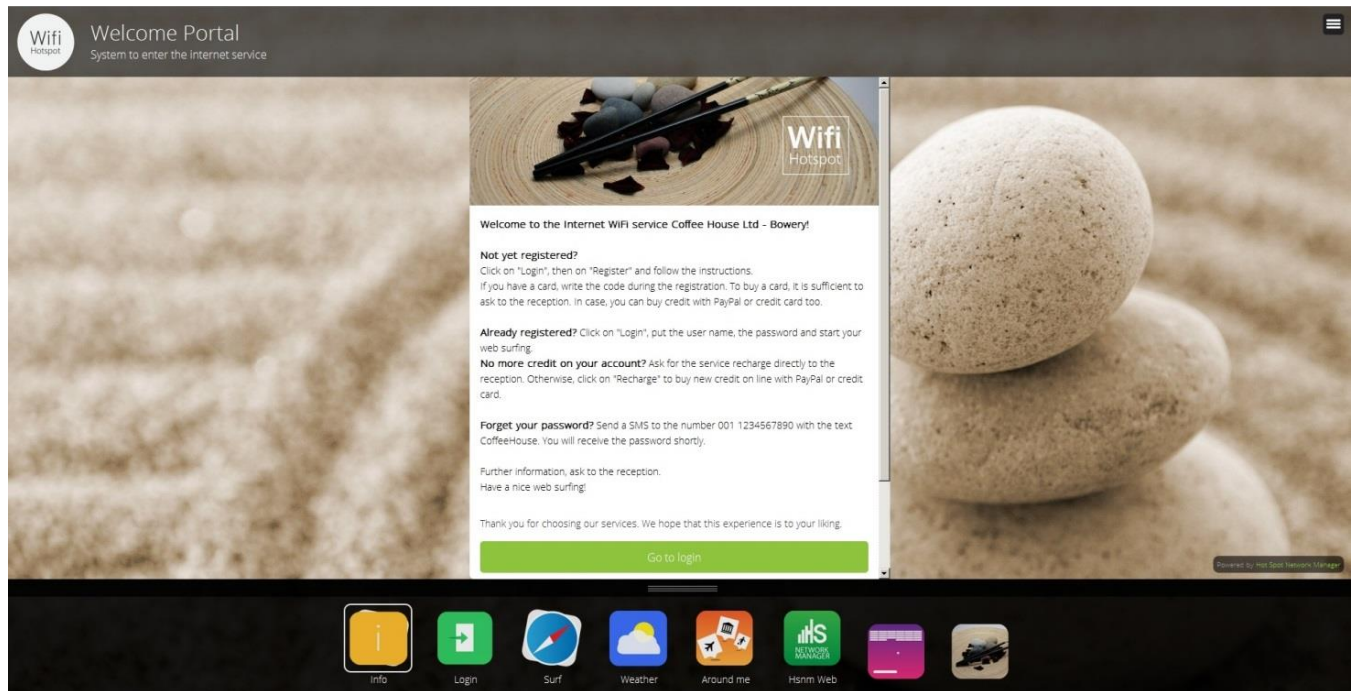 Wifi
Hotspot
Welcome Portal
System to enter the internet service
Wifi
Hotspot
Welcome to the Internet WiFi service Coffee House Ltd - Bowery!
Not yet registered?
Click on "Login", then on "Register" and follow the instructions.
If you have a card, write the code during the registration. To buy a card, it is sufficient to
ask to the reception. In case, you can buy credit with PayPal or credit card too.
Already registered? Click on "Login", put the user name, the password and start your
web surfing.
No more credit on your account? Ask for the service recharge directly to the
reception. Otherwise, click on "Recharge" to buy new credit on line with PayPal or credit
card.
Forget your password? Send a SMS to the number 001 1234567890 with the text
CoffeeHouse. You will receive the password shortly.
Further information, ask to the reception.
Have a nice web surfing!
Thank you for choosing our services. We hope that this experience is to your liking.
Go to login
Powered by Hot Spot Network Manager
i
HS
NETWORK
MANAGER
Info
Login
Surf
Weather
Around me
Hsnm Web